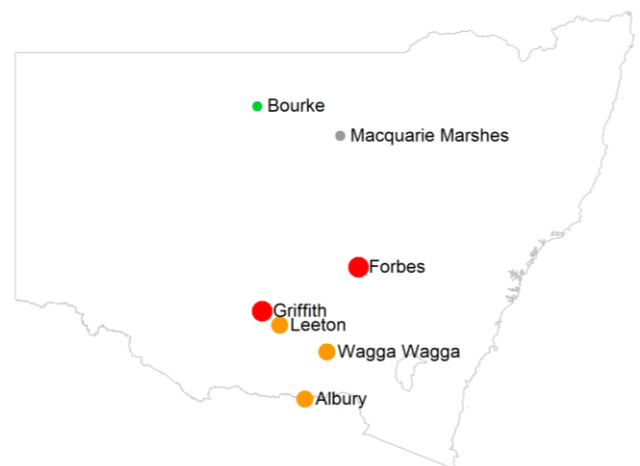 Bourke
Macquarie Marshes
Forbes
Griffith
Leeton
Wagga Wagga
Albury